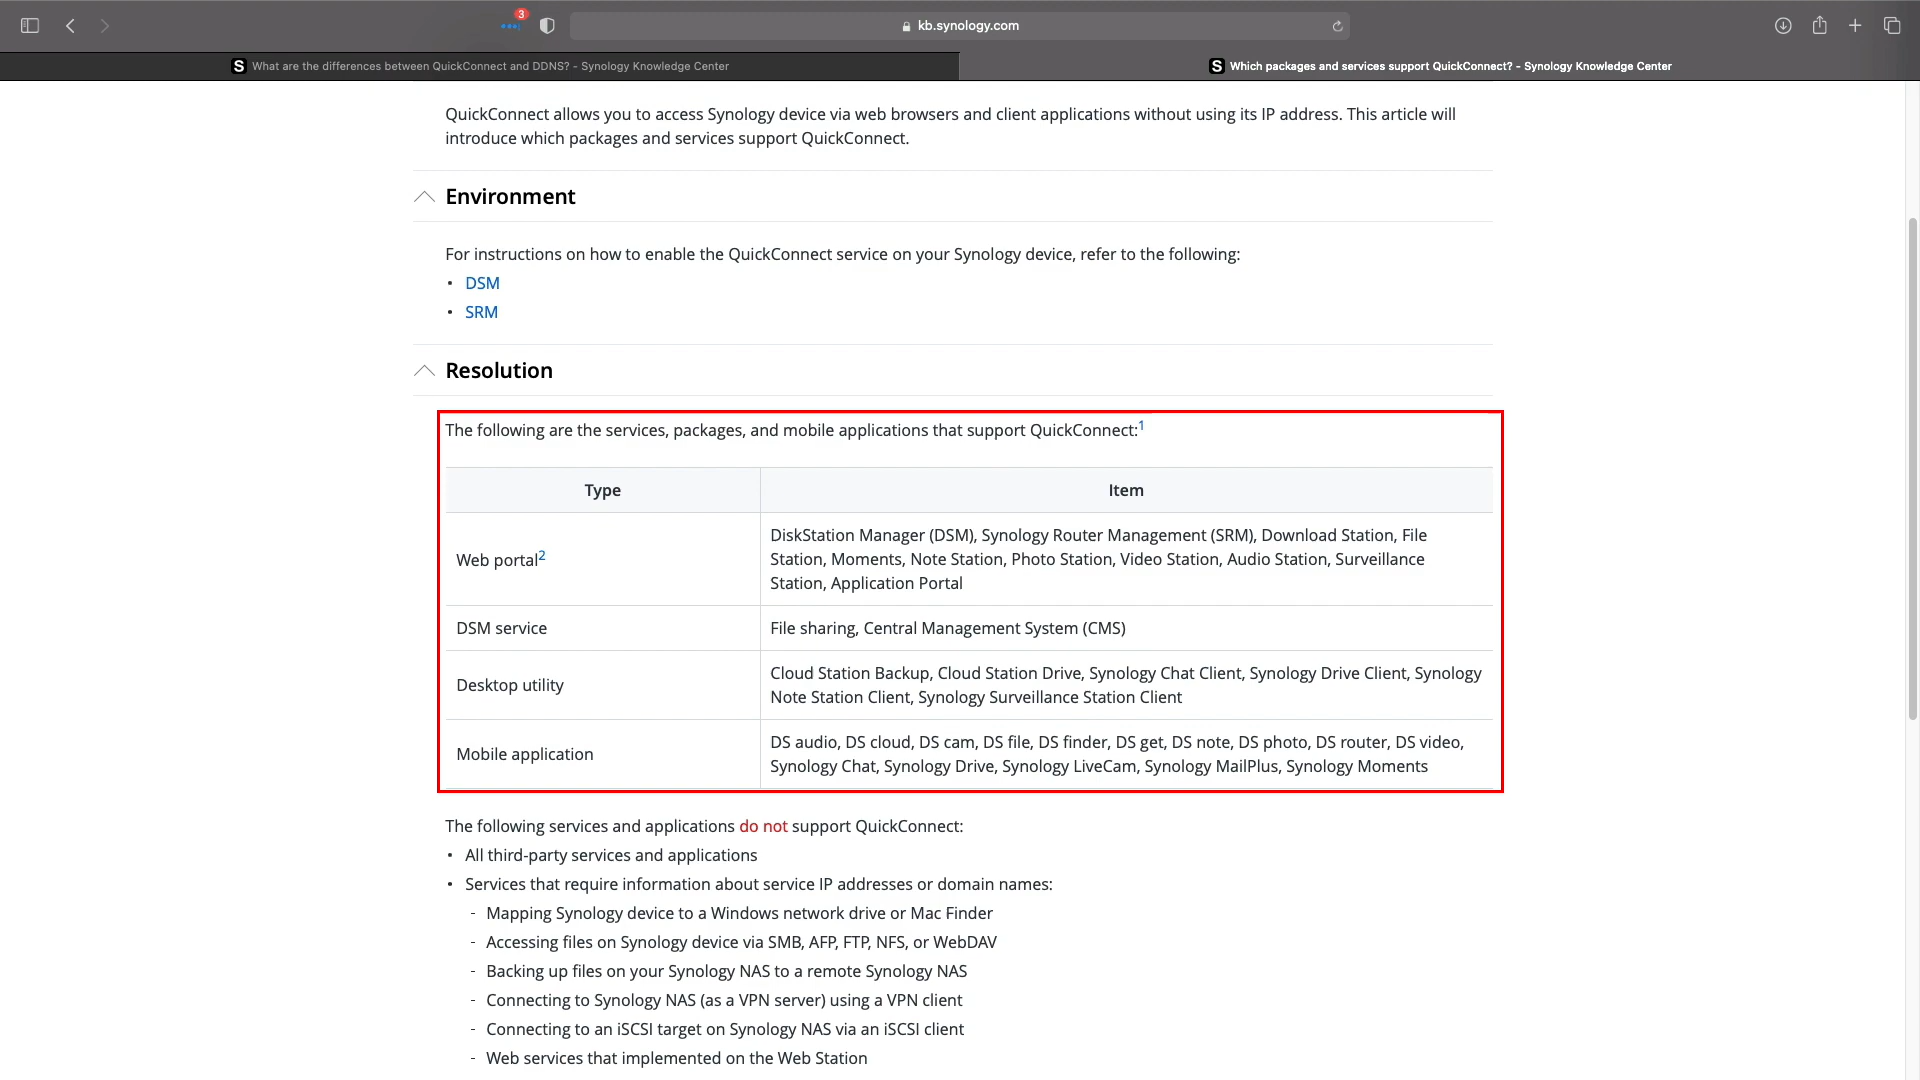 3
kb.synology.com
What are the differences between QuickConnect and DDNS? - Synology Knowledge Center
Which packages and services support QuickConnect? - Synology Knowledge Center
QuickConnect allows you to access Synology device via web browsers and client applications without using its IP address. This article will
introduce which packages and services support QuickConnect.
Environment
For instructions on how to enable the QuickConnect service on your Synology device, refer to the following:
• DSM
• SRM
Resolution
The following are the services, packages, and mobile applications that support QuickConnect:1
Type
Item
Web portal2
DiskStation Manager (DSM), Synology Router Management (SRM), Download Station, File
Station, Moments, Note Station, Photo Station, Video Station, Audio Station, Surveillance
Station, Application Portal
DSM service
File sharing, Central Management System (CMS)
Desktop utility
Cloud Station Backup, Cloud Station Drive, Synology Chat Client, Synology Drive Client, Synology
Note Station Client, Synology Surveillance Station Client
Mobile application
DS audio, DS cloud, DS cam, DS file, DS finder, DS get, DS note, DS photo, DS router, DS video,
Synology Chat, Synology Drive, Synology LiveCam, Synology MailPlus, Synology Moments
The following services and applications do not support QuickConnect:
• All third-party services and applications
• Services that require information about service IP addresses or domain names:
- Mapping Synology device to a Windows network drive or Mac Finder
- Accessing files on Synology device via SMB, AFP, FTP, NFS, or WebDAV
- Backing up files on your Synology NAS to a remote Synology NAS
- Connecting to Synology NAS (as a VPN server) using a VPN client
- Connecting to an iSCSI target on Synology NAS via an iSCSI client
- Web services that implemented on the Web Station